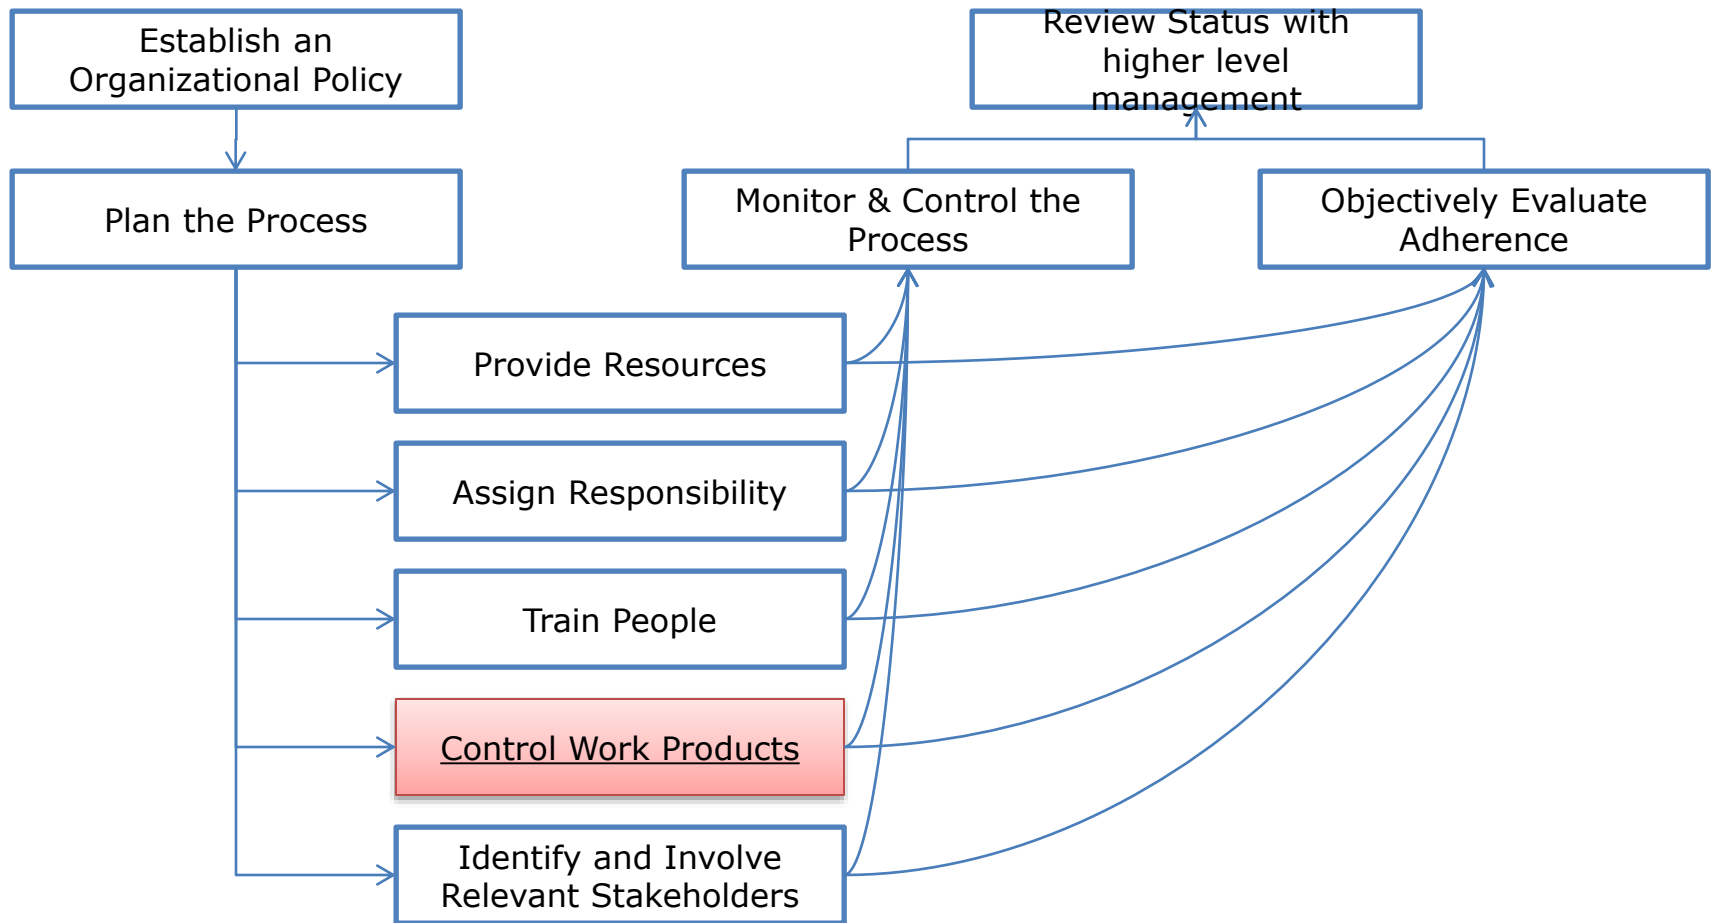 Establish an
Organizational Policy
Review Status with
higher level
management
Plan the Process
Monitor & Control the
Process
Objectively Evaluate
Adherence
Provide Resources
Assign Responsibility
Train People
Control Work Products
Identify and Involve
Relevant Stakeholders